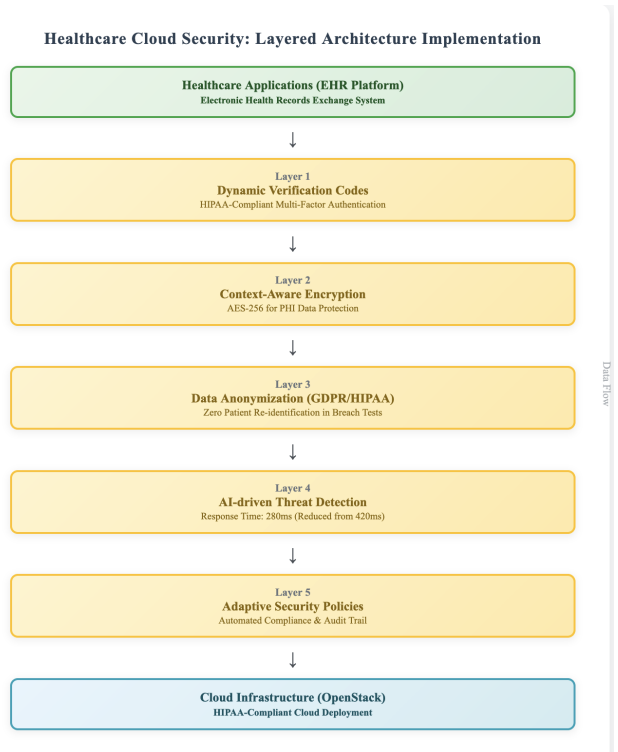 Healthcare Cloud Security: Layered Architecture Implementation
Healthcare Applications (EHR Platform)
Electronic Health Records Exchange System
↓
Layer 1
Dynamic Verification Codes
HIPAA-Compliant Multi-Factor Authentication
↓
Layer 2
Context-Aware Encryption
AES-256 for PHI Data Protection
↓
Layer 3
Data Anonymization (GDPR/HIPAA)
Zero Patient Re-identification in Breach Tests
↓
Layer 4
AI-driven Threat Detection
Response Time: 280ms (Reduced from 420ms)
↓
Layer 5
Adaptive Security Policies
Automated Compliance & Audit Trail
↓
Cloud Infrastructure (OpenStack)
HIPAA-Compliant Cloud Deployment
Data Flow